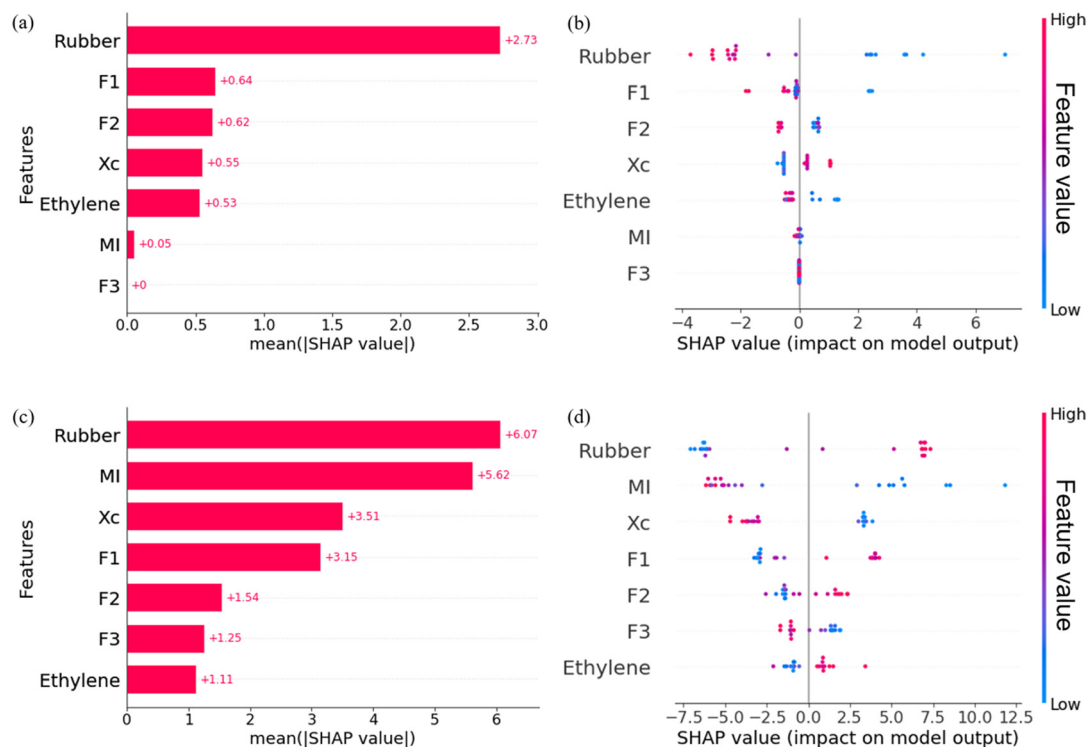 (a)
Rubber
F1
F2
Xc
Ethylene
MI
F3
Features
+2.73
+0.64
+0.62
+0.55
+0.53
+0.05
+0
0.0 0.5 1.0 1.5 2.0 2.5 3.0
mean(|SHAP value|)
(b)
Rubber
F1
F2
Xc
Ethylene
MI
F3
−4 −2 0 2 4 6
SHAP value (impact on model output)
High
Feature value
Low
(c)
Rubber
MI
Xc
F1
F2
F3
Ethylene
Features
+6.07
+5.62
+3.51
+3.15
+1.54
+1.25
+1.11
0 1 2 3 4 5 6
mean(|SHAP value|)
(d)
Rubber
MI
Xc
F1
F2
F3
Ethylene
−7.5 −5.0 −2.5 0.0 2.5 5.0 7.5 10.0 12.5
SHAP value (impact on model output)
High
Feature value
Low